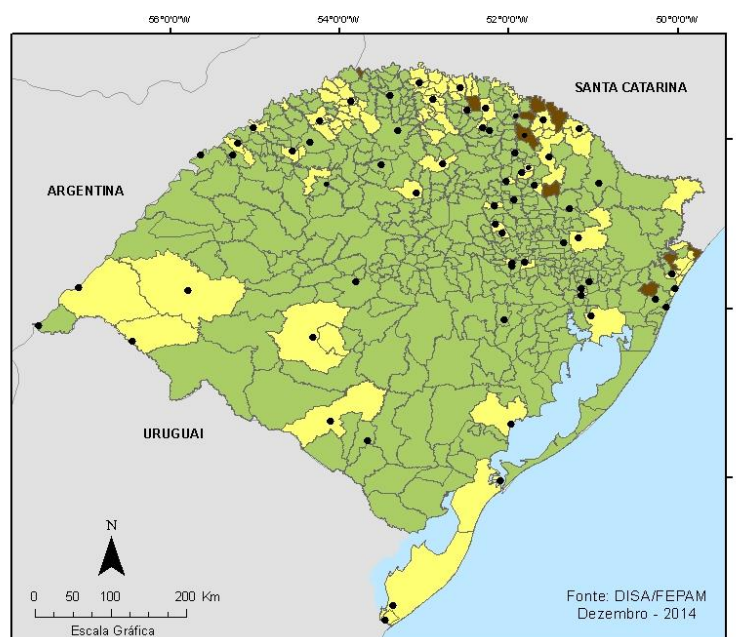 56°0'0"W 54°0'0"W 52°0'0"W 50°0'0"W
SANTA CATARINA
ARGENTINA
URUGUAI
N
0 50 100 200 Km
Escala Gráfica
Fonte: DISA/FEPAM
Dezembro - 2014